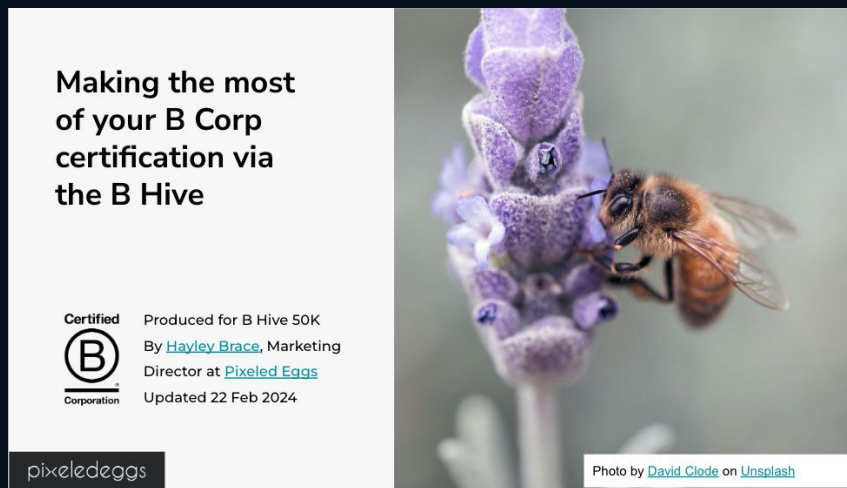 Making the most
of your B Corp
certification via
the B Hive
Certified
B
®
Corporation
Produced for B Hive 50K
By Hayley Brace, Marketing
Director at Pixeled Eggs
Updated 22 Feb 2024
pixeledeggs
Photo by David Clode on Unsplash